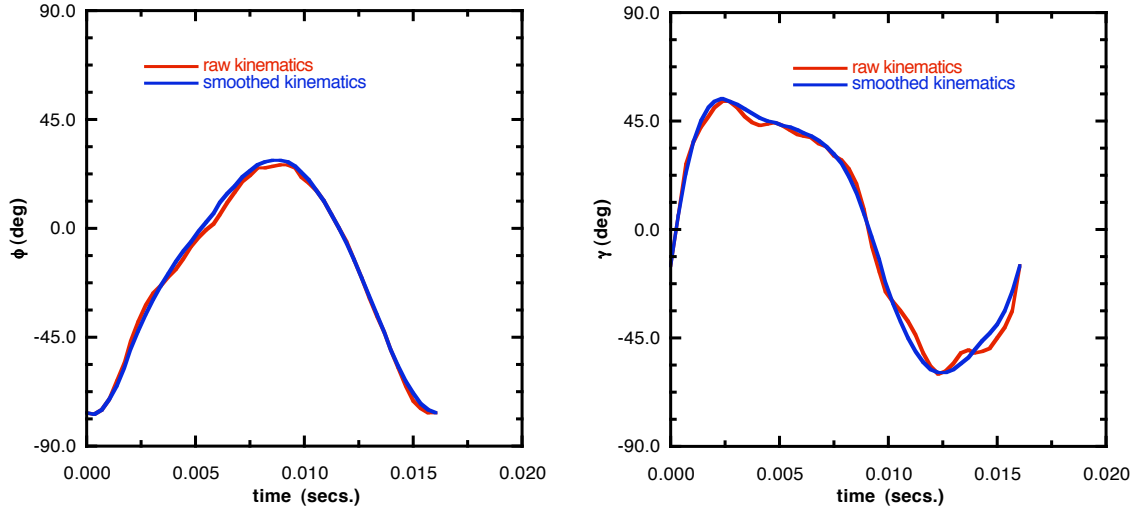 90.0
45.0
0.0
-45.0
-90.0
ϕ (deg)
raw kinematics
smoothed kinematics
0.000
0.005
0.010
0.015
0.020
time (secs.)
90.0
45.0
0.0
-45.0
-90.0
γ (deg)
raw kinematics
smoothed kinematics
0.000
0.005
0.010
0.015
0.020
time (secs.)